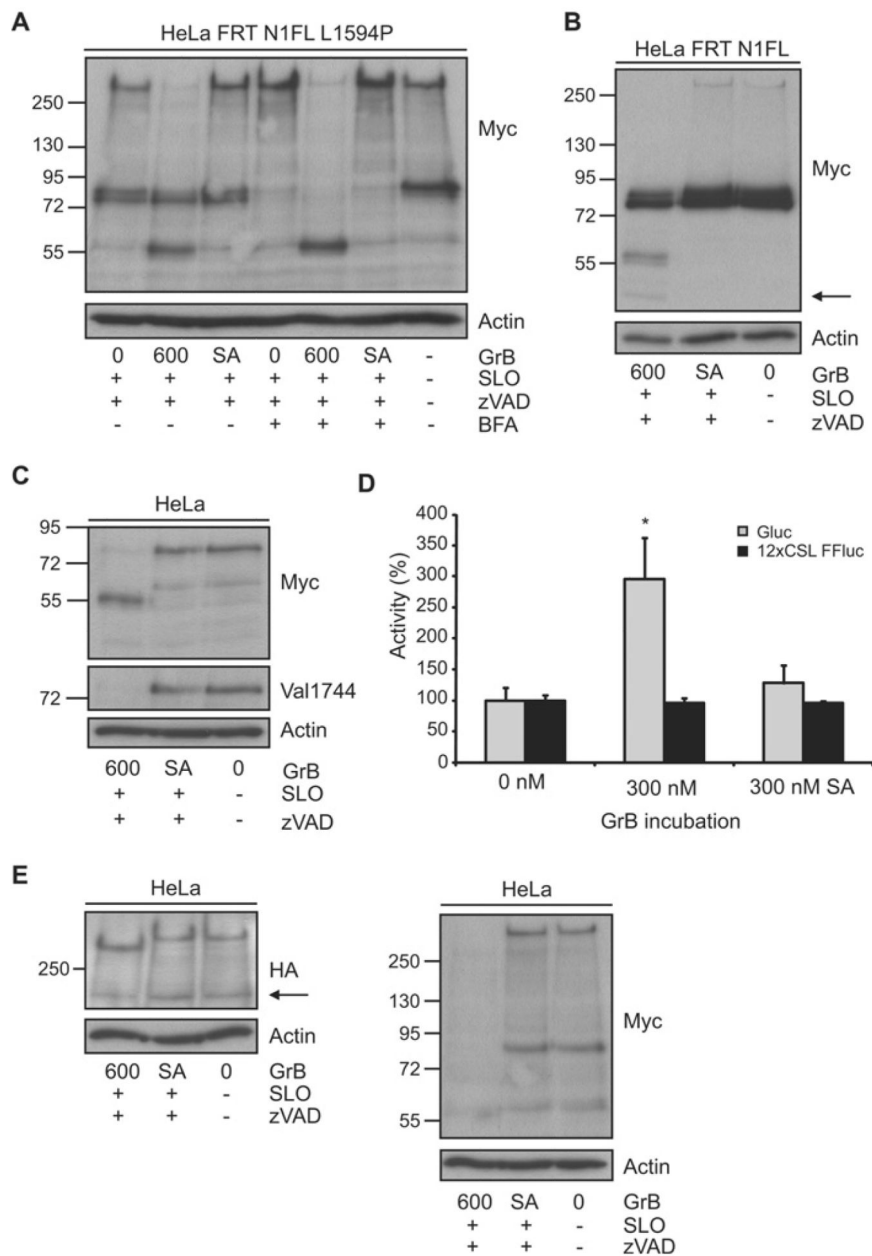 A
HeLa FRT N1FL L1594P
250
130
95
72
55
Myc
Actin
0 600 SA 0 600 SA - GrB
+ + + + + + - SLO
+ + + + + + - zVAD
- - - + + + - BFA
B
HeLa FRT N1FL
250
130
95
72
55
Myc
Actin
600 SA 0 GrB
+ + - SLO
+ + - zVAD
C
HeLa
95
72
55
Myc
72
Val1744
Actin
600 SA 0 GrB
+ + - SLO
+ + - zVAD
D
Activity (%)
400
350
300
250
200
150
100
50
0
*
Gluc
12xCSL FFluc
0 nM 300 nM 300 nM SA
GrB incubation
E
HeLa
250
HA
Actin
600 SA 0 GrB
+ + - SLO
+ + - zVAD
HeLa
250
130
95
72
55
Myc
Actin
600 SA 0 GrB
+ + - SLO
+ + - zVAD